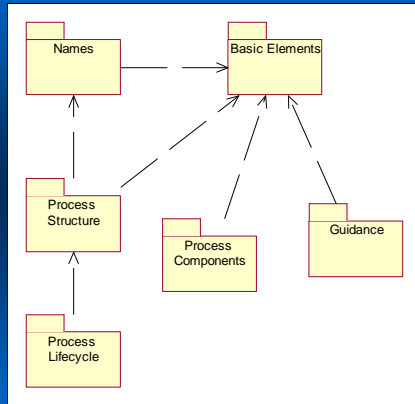 Names
Basic Elements
Process
Structure
Process
Components
Guidance
Process
Lifecycle